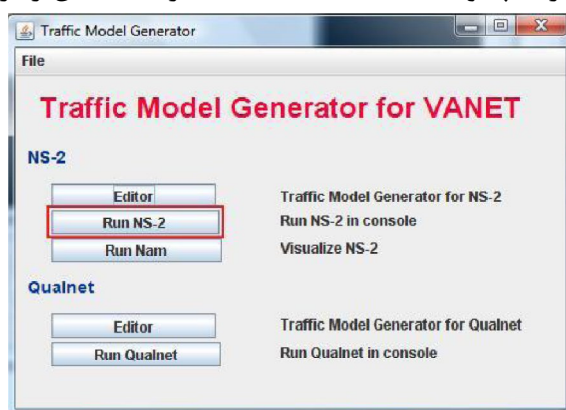 Traffic Model Generator
File
Traffic Model Generator for VANET
NS-2
Editor Traffic Model Generator for NS-2
Run NS-2 Run NS-2 in console
Run Nam Visualize NS-2
Qualnet
Editor Traffic Model Generator for Qualnet
Run Qualnet Run Qualnet in console